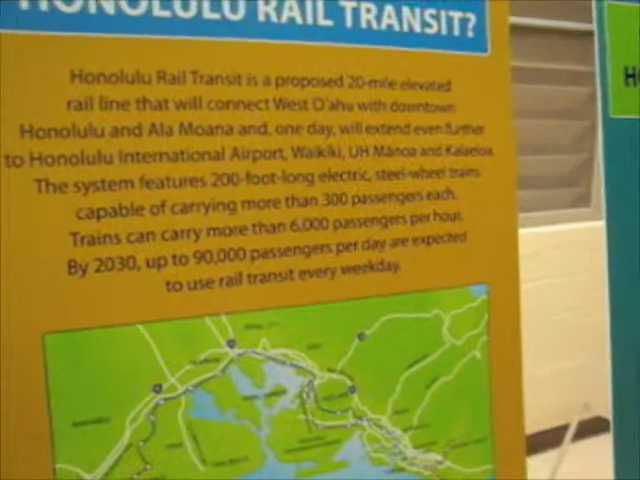 HONOLULU RAIL TRANSIT?
Honolulu Rail Transit is a proposed 20-mile elevated
rail line that will connect West O'ahu with downtown
Honolulu and Ala Moana and, one day, will extend even further
to Honolulu International Airport, Waikiki, UH Mānoa and Kalaeloa.
The system features 200-foot-long electric, steel-wheel trains
capable of carrying more than 300 passengers each.
Trains can carry more than 6,000 passengers per hour.
By 2030, up to 90,000 passengers per day are expected
to use rail transit every weekday.